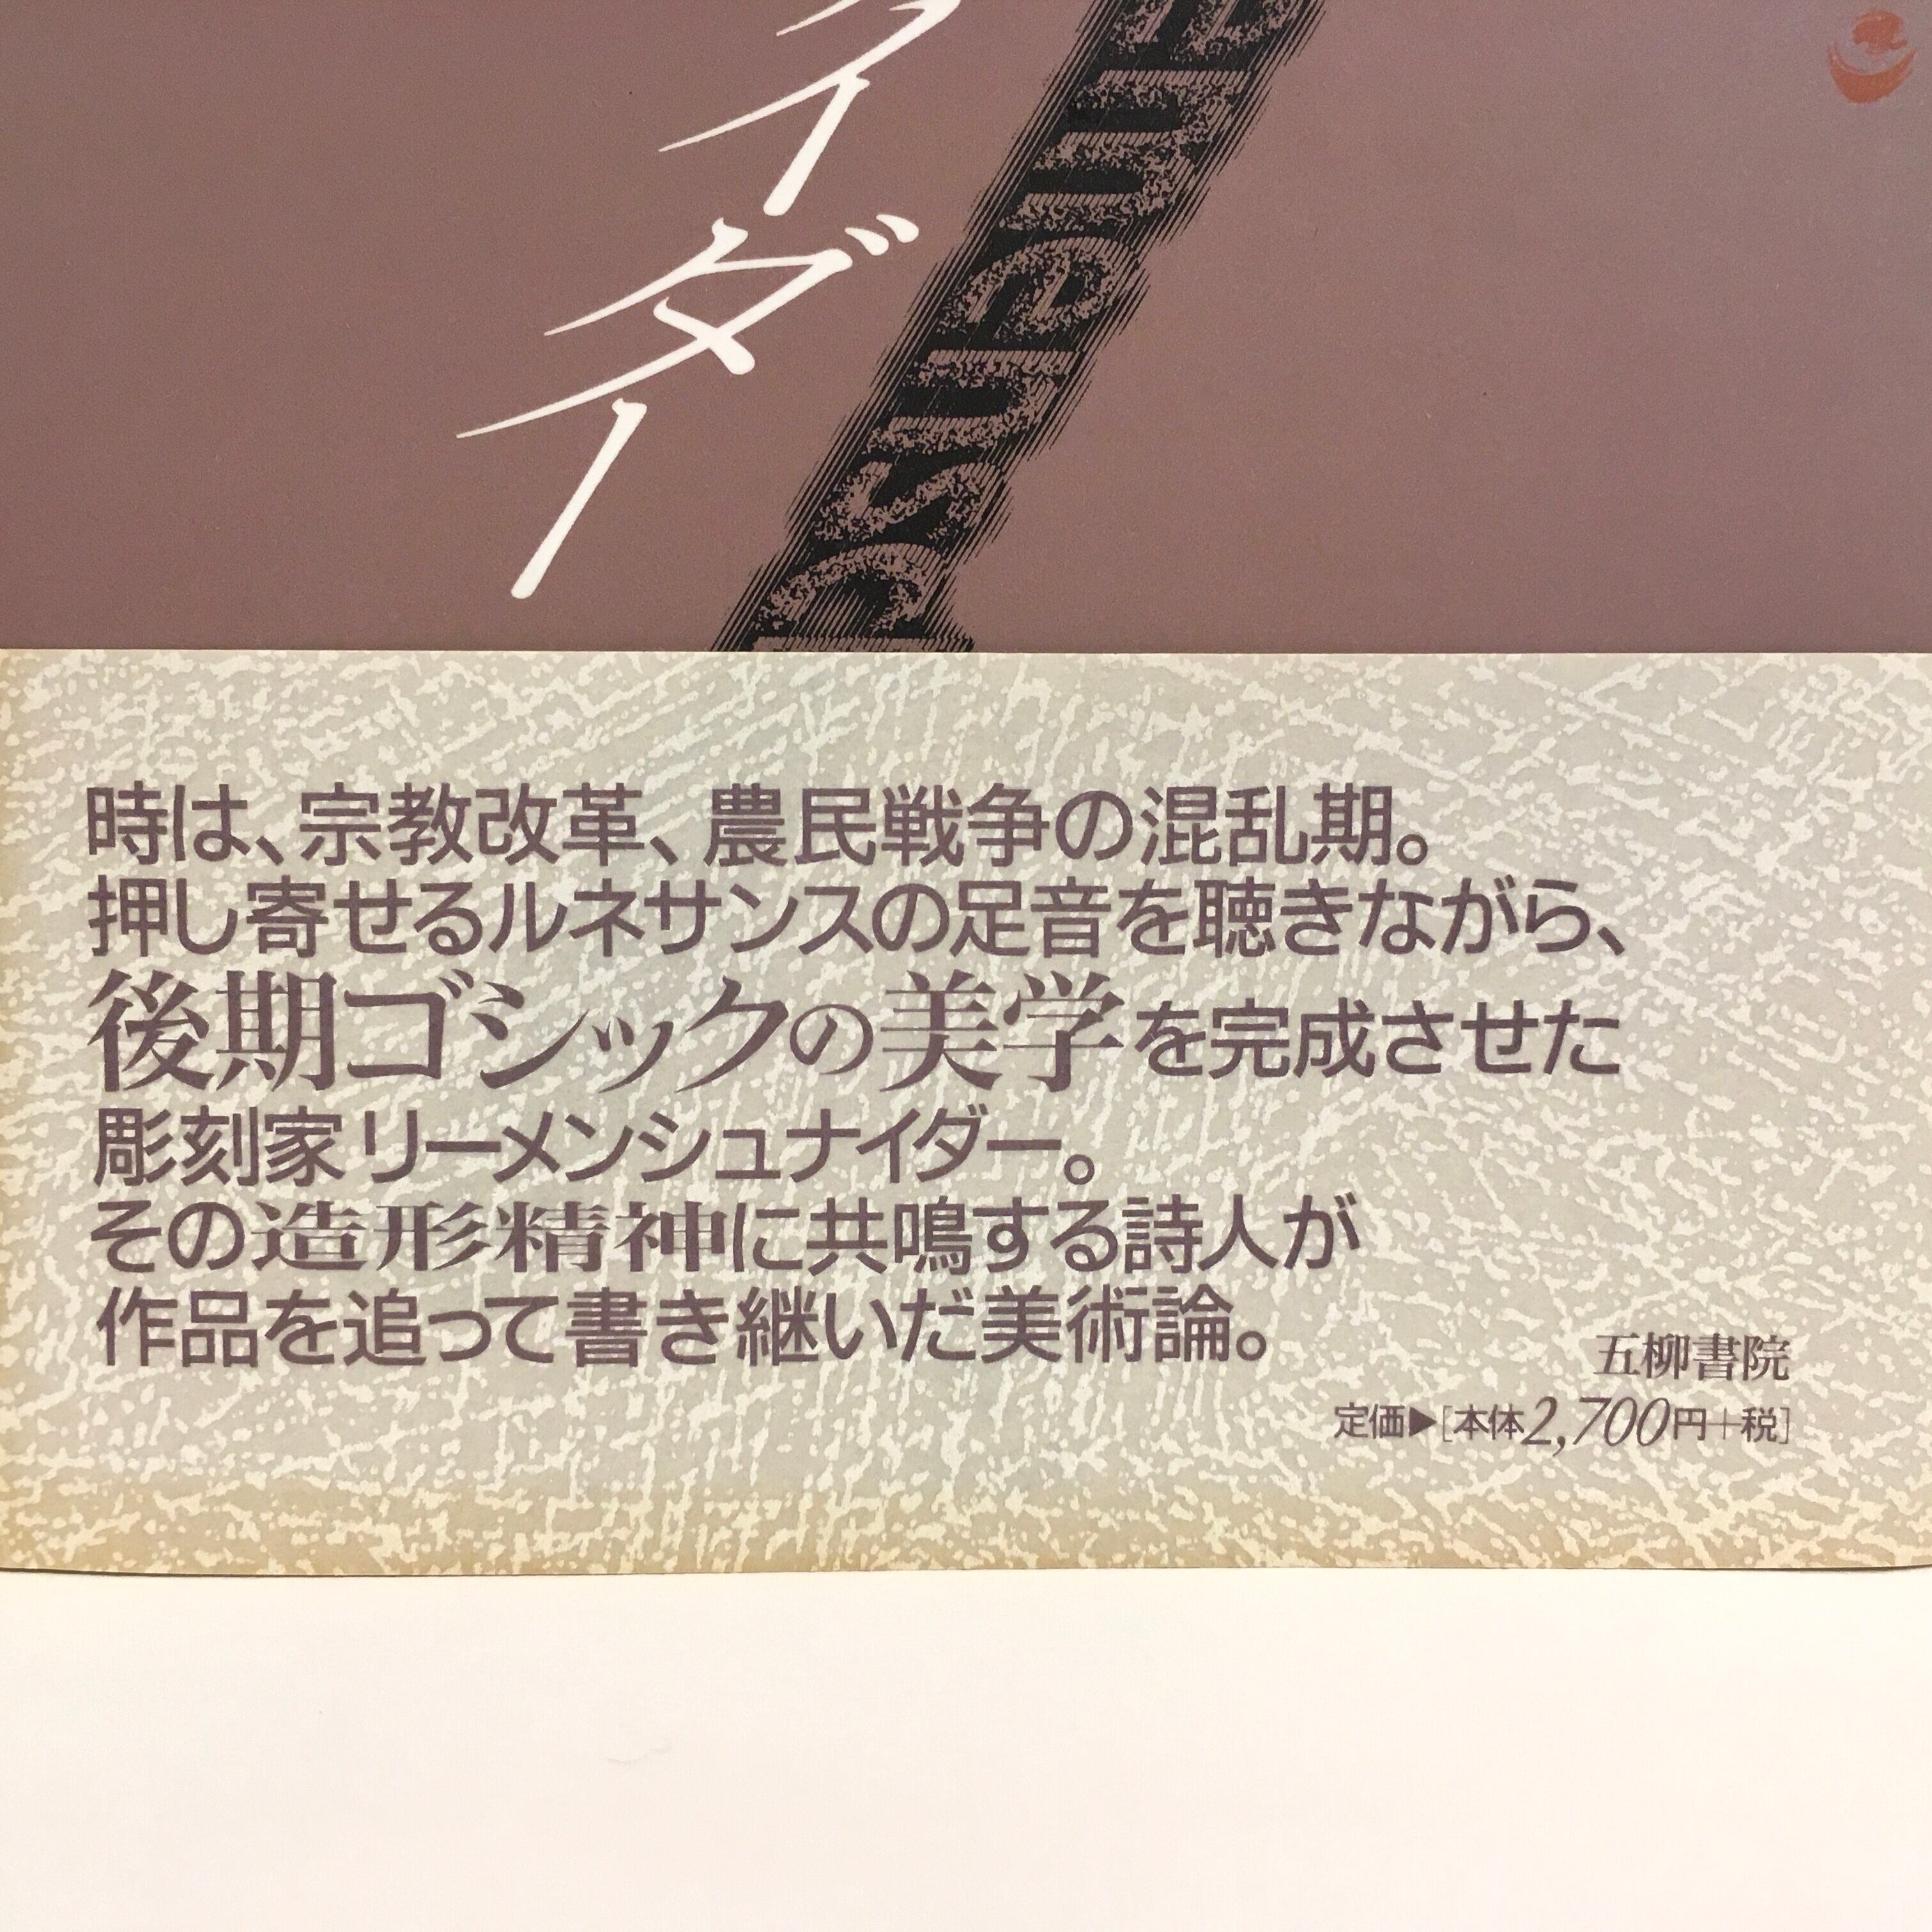 イダー
時は、宗教改革、農民戦争の混乱期。
押し寄せるルネサンスの足音を聴きながら、
後期ゴシックの美学を完成させた
彫刻家 リーメンシュナイダー。
その造形精神に共鳴する詩人が
作品を追って書き継いだ美術論。
五柳書院
定価▶[本体2,700円+税]